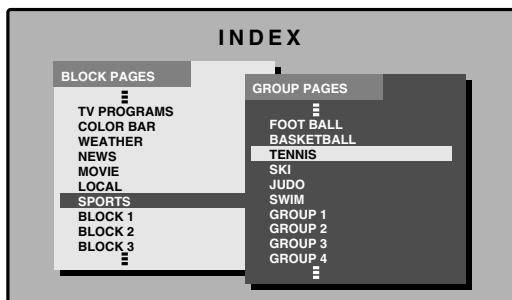 INDEX
BLOCK PAGES
TV PROGRAMS
COLOR BAR
WEATHER
NEWS
MOVIE
LOCAL
SPORTS
BLOCK 1
BLOCK 2
BLOCK 3
GROUP PAGES
FOOT BALL
BASKETBALL
TENNIS
SKI
JUDO
SWIM
GROUP 1
GROUP 2
GROUP 3
GROUP 4